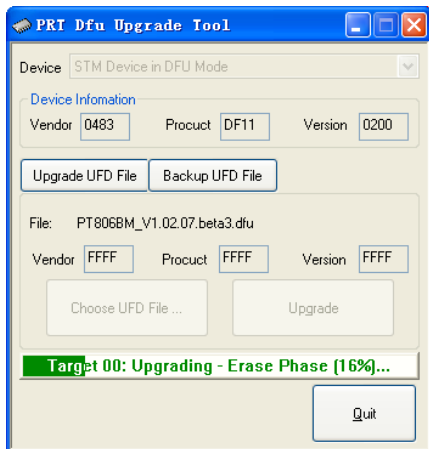 PRT Dfu Upgrade Tool
Device STM Device in DFU Mode
Device Infomation
Vendor 0483 Procuct DF11 Version 0200
Upgrade UFD File Backup UFD File
File: PT806BM_V1.02.07.beta3.dfu
Vendor FFFF Procuct FFFF Version FFFF
Choose UFD File ... Upgrade
Target 00: Upgrading - Erase Phase (16%)...
Quit